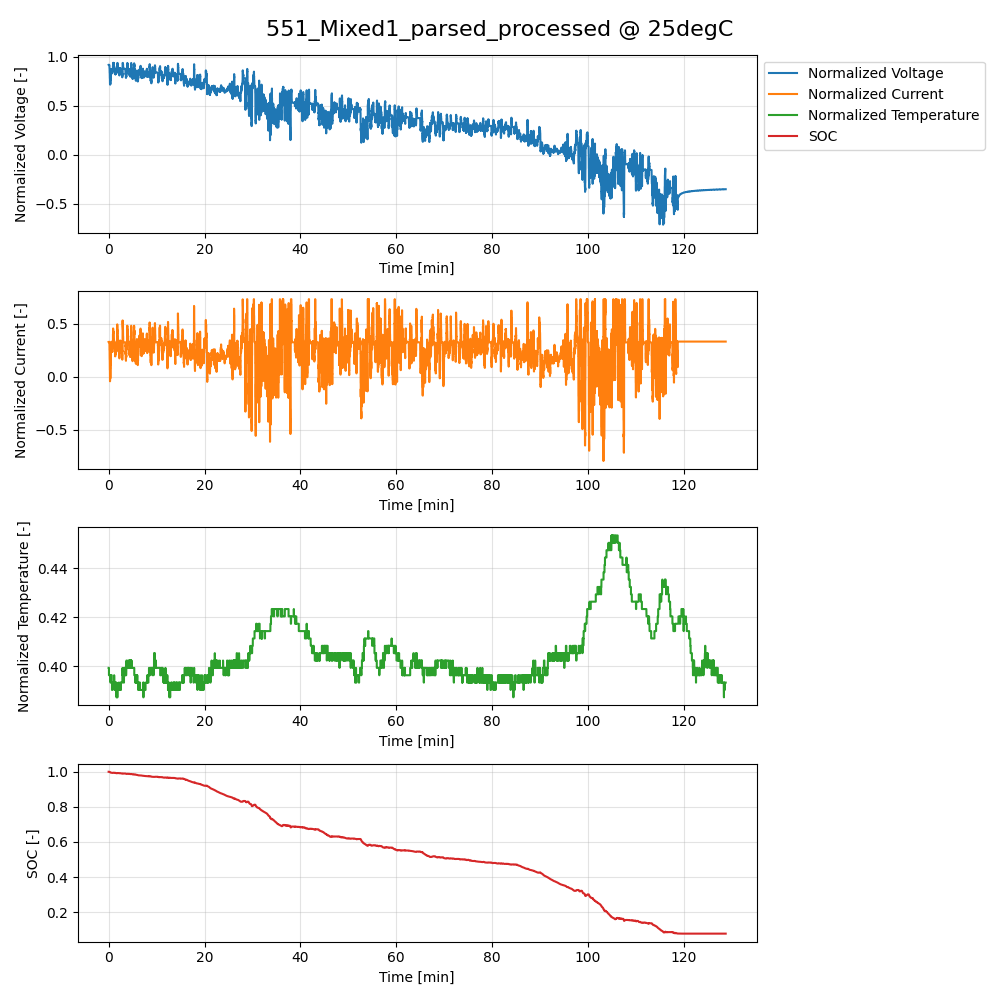 551_Mixed1_parsed_processed @ 25degC
Normalized Voltage [-]
1.0
0.5
0.0
−0.5
0 20 40 60 80 100 120
Time [min]
Normalized Voltage
Normalized Current
Normalized Temperature
SOC
Normalized Current [-]
0.5
0.0
−0.5
0 20 40 60 80 100 120
Time [min]
Normalized Temperature [-]
0.44
0.42
0.40
0 20 40 60 80 100 120
Time [min]
SOC [-]
1.0
0.8
0.6
0.4
0.2
0 20 40 60 80 100 120
Time [min]